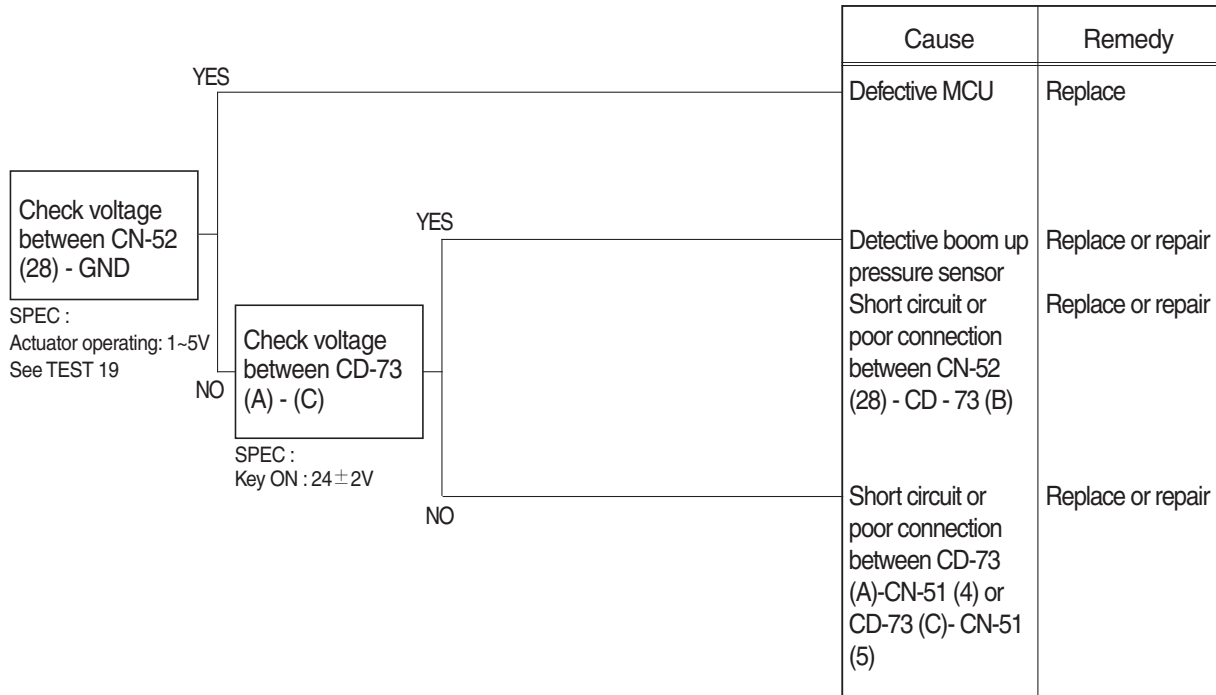 Cause
Remedy
YES
Defective MCU
Replace
Check voltage
between CN-52
(28) - GND
SPEC :
Actuator operating: 1~5V
See TEST 19
NO
Check voltage
between CD-73
(A) - (C)
SPEC :
Key ON : 24±2V
YES
Detective boom up
pressure sensor
Replace or repair
Short circuit or
poor connection
between CN-52
(28) - CD - 73 (B)
Replace or repair
NO
Short circuit or
poor connection
between CD-73
(A)-CN-51 (4) or
CD-73 (C)- CN-51
(5)
Replace or repair